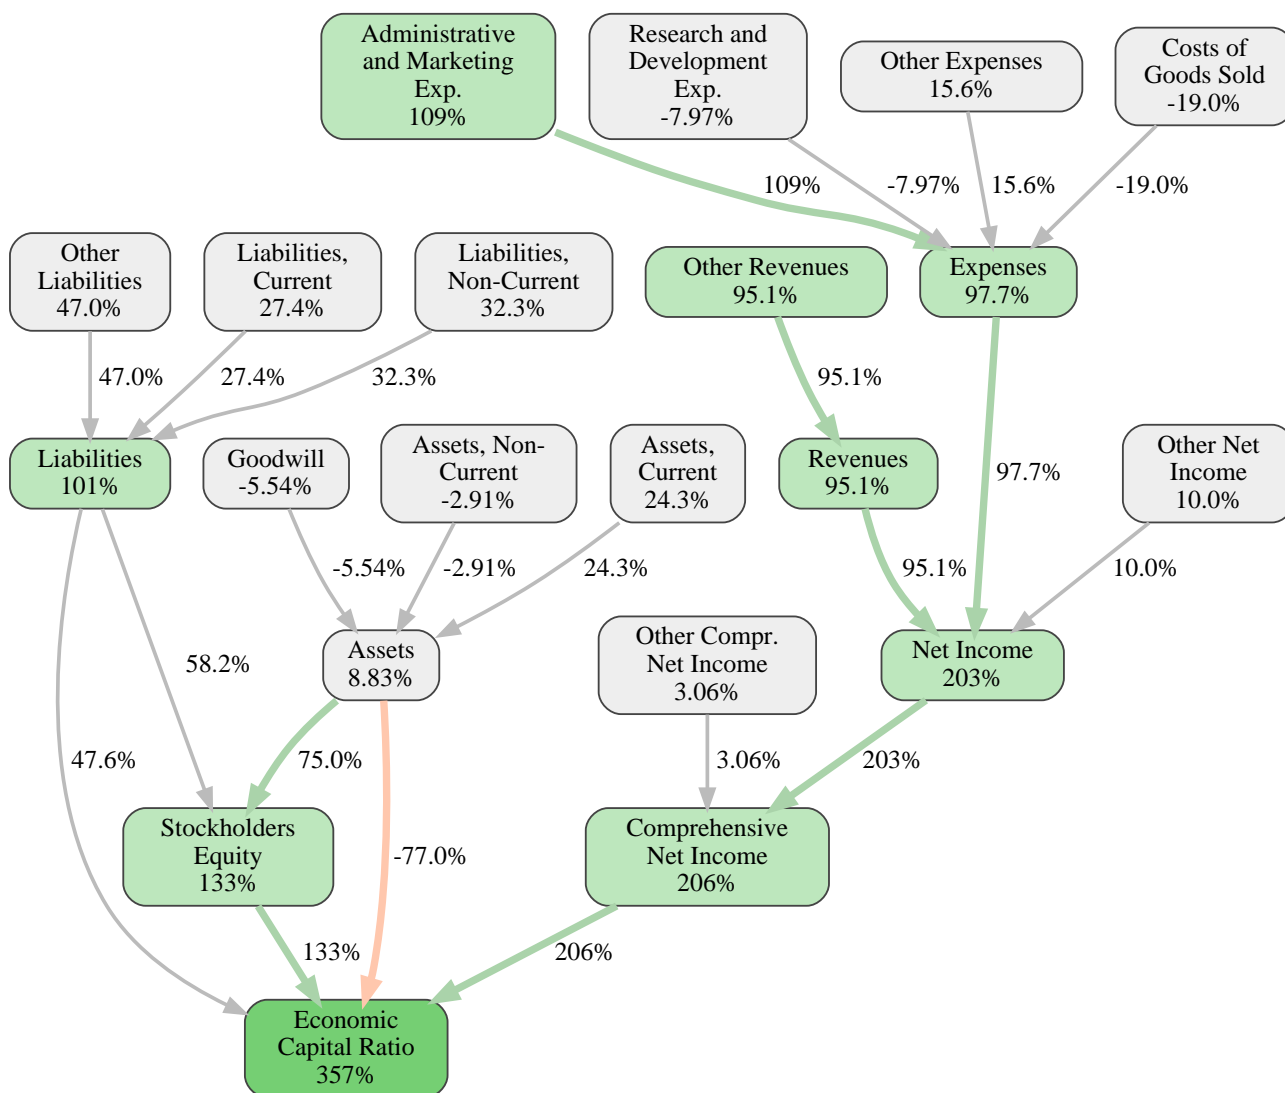 Administrative
and Marketing
Exp.
109%
Research and
Development
Exp.
-7.97%
Other Expenses
15.6%
Costs of
Goods Sold
-19.0%
109%
-7.97%
15.6%
-19.0%
Other
Liabilities
47.0%
Liabilities,
Current
27.4%
Liabilities,
Non-Current
32.3%
Other Revenues
95.1%
Expenses
97.7%
47.0%
27.4%
32.3%
95.1%
97.7%
Liabilities
101%
Goodwill
-5.54%
Assets, Non-
Current
-2.91%
Assets,
Current
24.3%
Revenues
95.1%
Other Net
Income
10.0%
-5.54%
-2.91%
24.3%
95.1%
10.0%
58.2%
Assets
8.83%
Other Compr.
Net Income
3.06%
Net Income
203%
47.6%
75.0%
-77.0%
3.06%
203%
Stockholders
Equity
133%
Comprehensive
Net Income
206%
133%
206%
Economic
Capital Ratio
357%